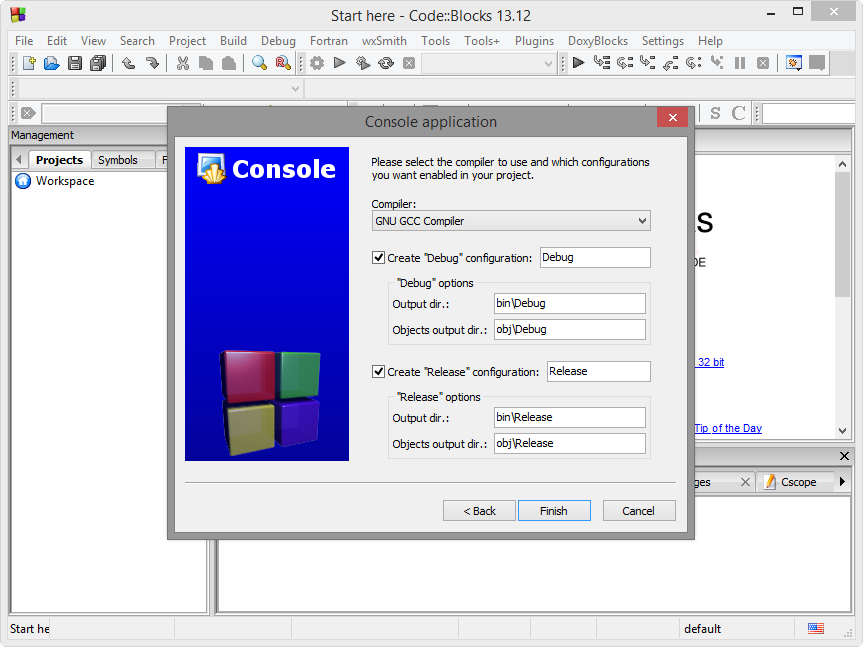 Start here - Code::Blocks 13.12
File Edit View Search Project Build Debug Fortran wxSmith Tools Tools+ Plugins DoxyBlocks Settings Help
S C
Management
Projects Symbols F
Workspace
Console application
Console
Please select the compiler to use and which configurations
you want enabled in your project.
Compiler:
GNU GCC Compiler
Create "Debug" configuration: Debug
"Debug" options
Output dir.: bin\Debug
Objects output dir.: obj\Debug
Create "Release" configuration: Release
"Release" options
Output dir.: bin\Release
Objects output dir.: obj\Release
< Back Finish Cancel
S
DE
32 bit
Tip of the Day
ges Cscope
Start he
default